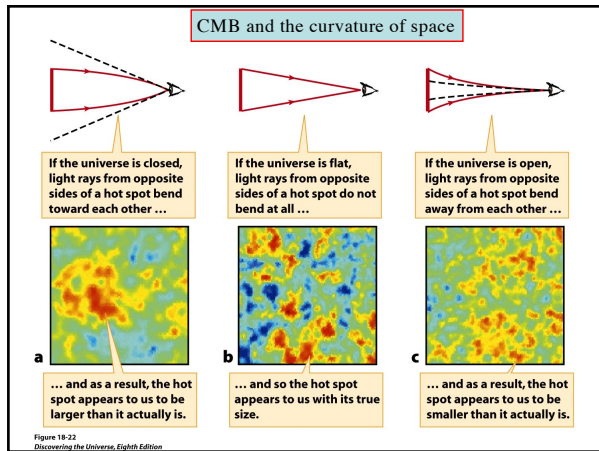 CMB and the curvature of space
If the universe is closed,
light rays from opposite
sides of a hot spot bend
toward each other ...
If the universe is flat,
light rays from opposite
sides of a hot spot do not
bend at all ...
If the universe is open,
light rays from opposite
sides of a hot spot bend
away from each other ...
a
b
c
... and as a result, the hot
spot appears to us to be
larger than it actually is.
... and so the hot spot
appears to us with its true
size.
... and as a result, the hot
spot appears to us to be
smaller than it actually is.
Figure 18-22
Discovering the Universe, Eighth Edition